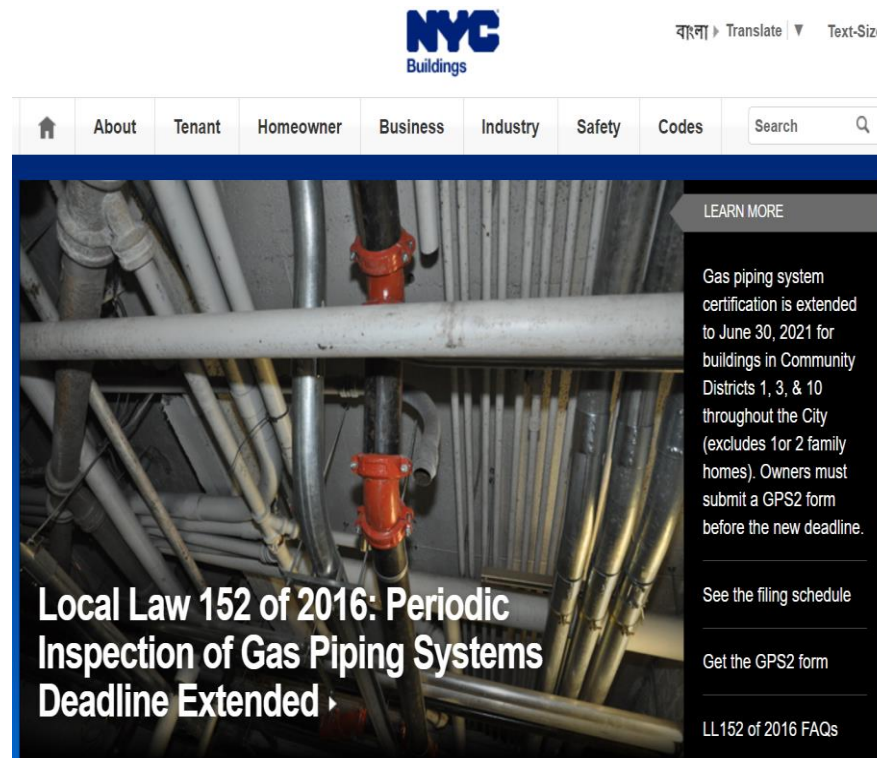 NYC
Buildings
বাংলা Translate ▼ Text-Size
About Tenant Homeowner Business Industry Safety Codes Search
LEARN MORE
Gas piping system
certification is extended
to June 30, 2021 for
buildings in Community
Districts 1, 3, & 10
throughout the City
(excludes 1or 2 family
homes). Owners must
submit a GPS2 form
before the new deadline.
See the filing schedule
Get the GPS2 form
LL152 of 2016 FAQs
Local Law 152 of 2016: Periodic
Inspection of Gas Piping Systems
Deadline Extended